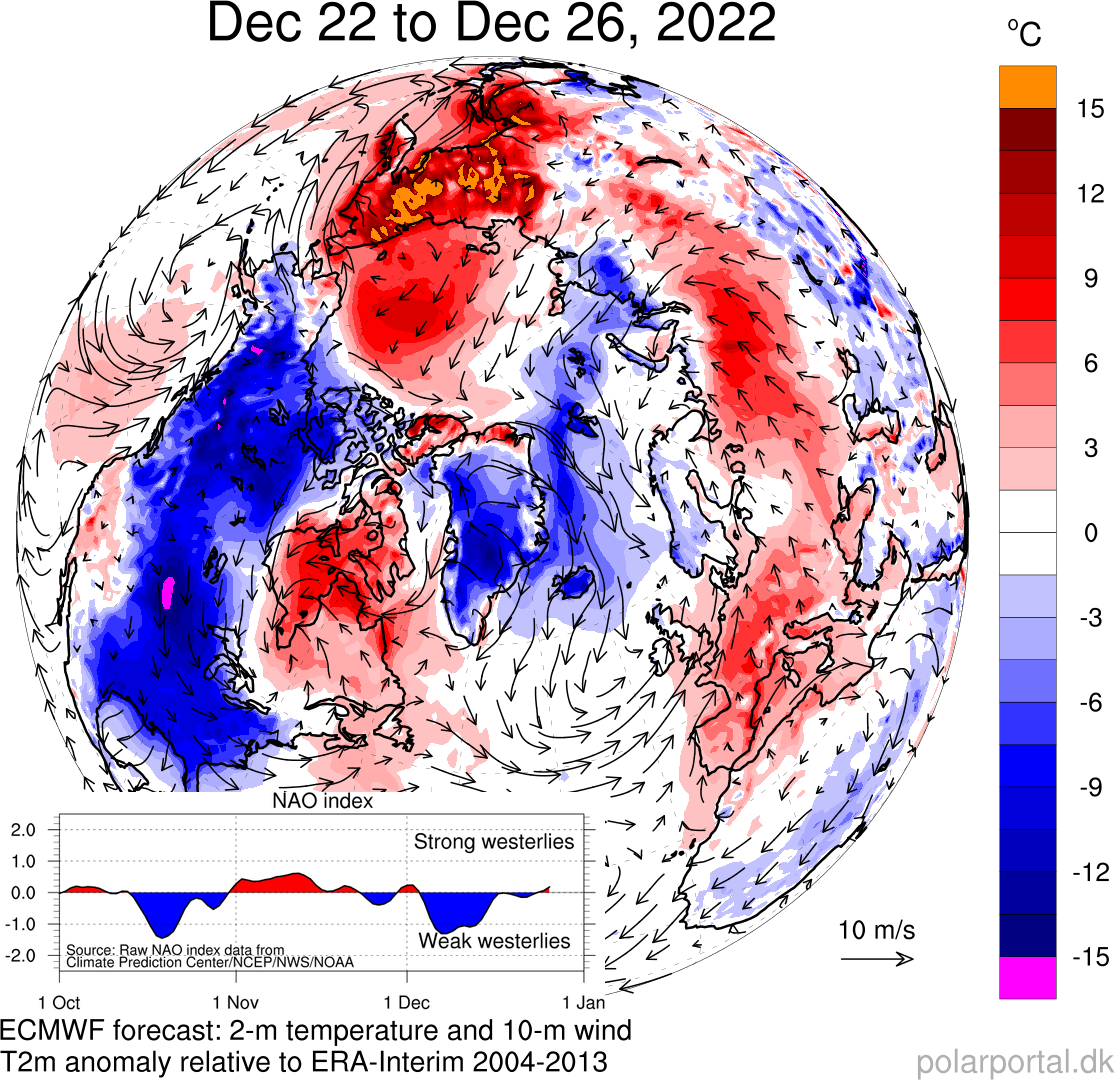 Dec 22 to Dec 26, 2022
oC
15
12
9
6
3
0
-3
-6
-9
-12
-15
NAO index
2.0
1.0
0.0
-1.0
-2.0
Strong westerlies
Weak westerlies
Source: Raw NAO index data from
Climate Prediction Center/NCEP/NWS/NOAA
1 Oct
1 Nov
1 Dec
1 Jan
10 m/s
ECMWF forecast: 2-m temperature and 10-m wind
T2m anomaly relative to ERA-Interim 2004-2013
polarportal.dk